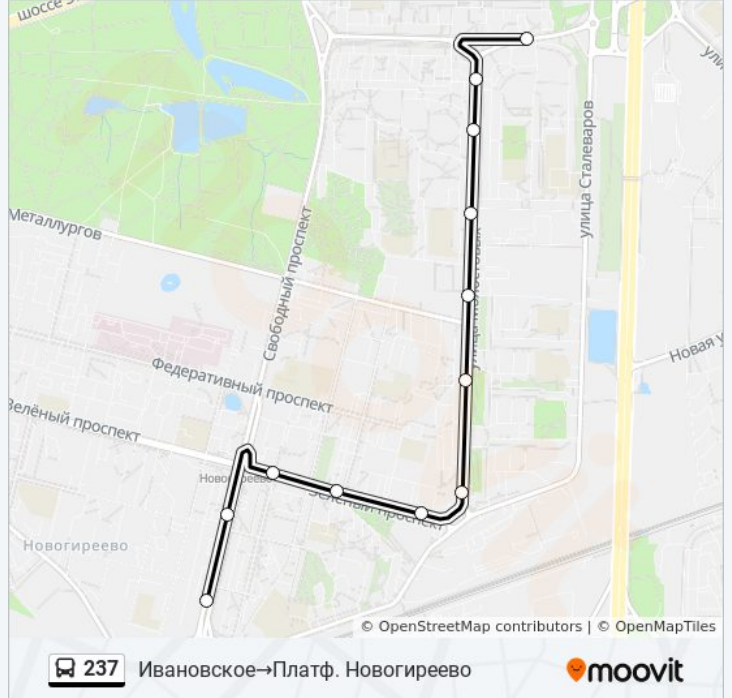 шоссе
Металлургов
Свободный проспект
улица Сталеваров
Новая
Федеративный проспект
Зелёный проспект
Зелёный проспект
Новогиреево
© OpenStreetMap contributors | © OpenMapTiles
237 Ивановское→Платф. Новогиреево
moovit